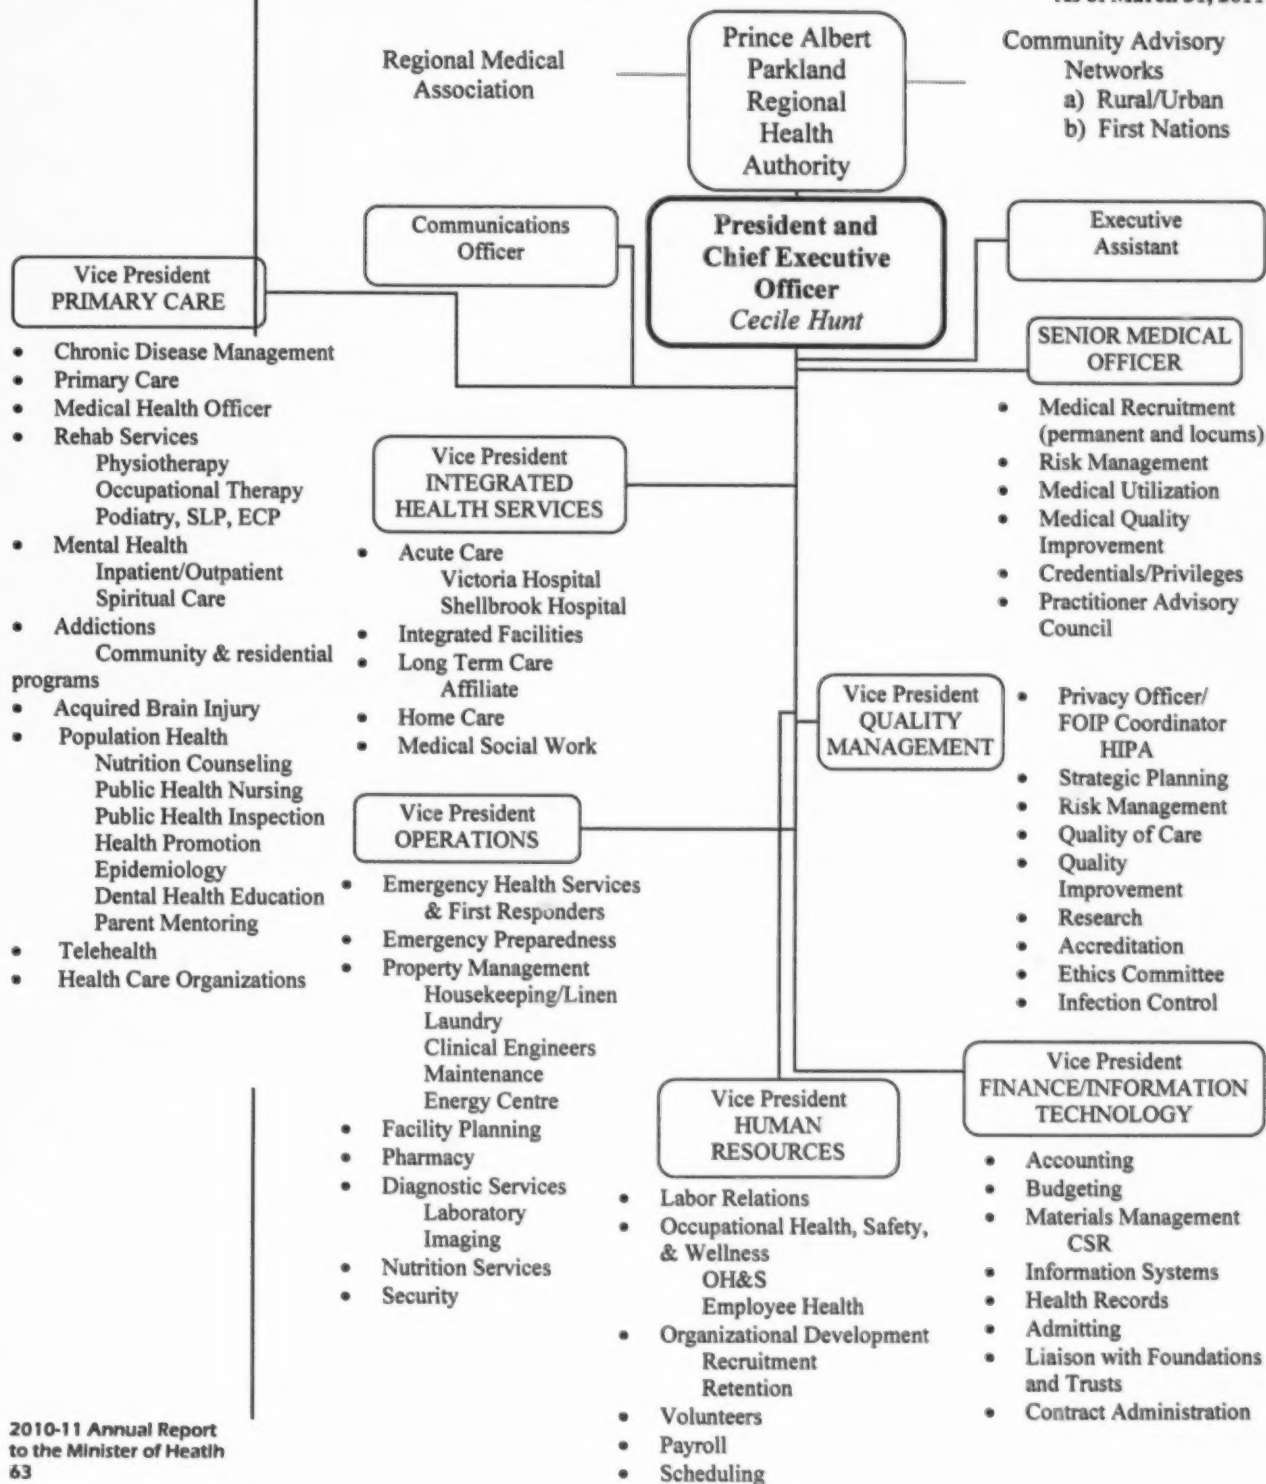 Regional Medical
Association
Prince Albert
Parkland
Regional
Health
Authority
Community Advisory
Networks
a) Rural/Urban
b) First Nations
Communications
Officer
President and
Chief Executive
Officer
Cecile Hunt
Executive
Assistant
Vice President
PRIMARY CARE
• Chronic Disease Management
• Primary Care
• Medical Health Officer
• Rehab Services
Physiotherapy
Occupational Therapy
Podiatry, SLP, ECP
• Mental Health
Inpatient/Outpatient
Spiritual Care
• Addictions
Community & residential
programs
• Acquired Brain Injury
• Population Health
Nutrition Counseling
Public Health Nursing
Public Health Inspection
Health Promotion
Epidemiology
Dental Health Education
Parent Mentoring
• Telehealth
• Health Care Organizations
SENIOR MEDICAL
OFFICER
• Medical Recruitment
(permanent and locums)
• Risk Management
• Medical Utilization
• Medical Quality
Improvement
• Credentials/Privileges
• Practitioner Advisory
Council
Vice President
INTEGRATED
HEALTH SERVICES
• Acute Care
Victoria Hospital
Shellbrook Hospital
• Integrated Facilities
• Long Term Care
Affiliate
• Home Care
• Medical Social Work
Vice President
QUALITY
MANAGEMENT
• Privacy Officer/
FOIP Coordinator
HIPA
• Strategic Planning
• Risk Management
• Quality of Care
• Quality
Improvement
• Research
• Accreditation
• Ethics Committee
• Infection Control
Vice President
OPERATIONS
• Emergency Health Services
& First Responders
• Emergency Preparedness
• Property Management
Housekeeping/Linen
Laundry
Clinical Engineers
Maintenance
Energy Centre
• Facility Planning
• Pharmacy
• Diagnostic Services
Laboratory
Imaging
• Nutrition Services
• Security
Vice President
HUMAN
RESOURCES
• Labor Relations
• Occupational Health, Safety,
& Wellness
OH&S
Employee Health
• Organizational Development
Recruitment
Retention
• Volunteers
• Payroll
• Scheduling
Vice President
FINANCE/INFORMATION
TECHNOLOGY
• Accounting
• Budgeting
• Materials Management
CSR
• Information Systems
• Health Records
• Admitting
• Liaison with Foundations
and Trusts
• Contract Administration
2010-11 Annual Report
to the Minister of Heatlh
63